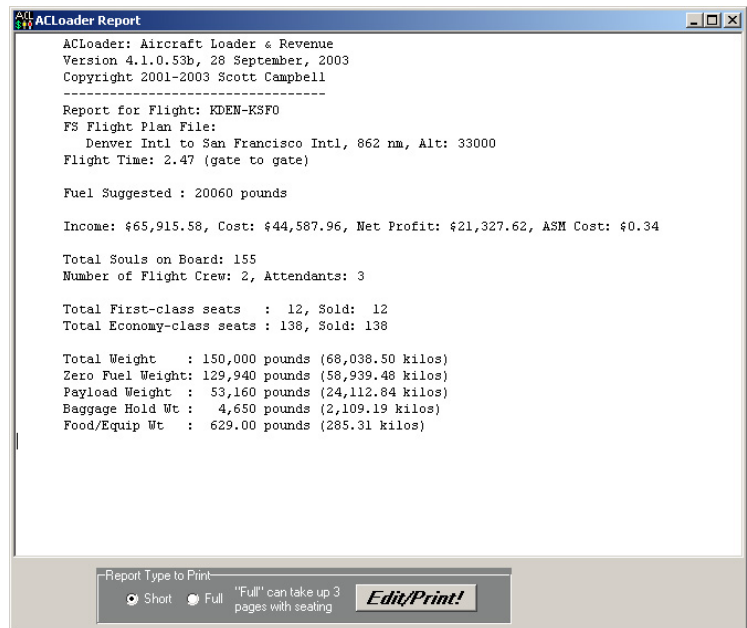 ACLoader Report
ACLoader: Aircraft Loader & Revenue
Version 4.1.0.53b, 28 September, 2003
Copyright 2001-2003 Scott Campbell
---------------------------------
Report for Flight: KDEN-KSFO
FS Flight Plan File:
Denver Intl to San Francisco Intl, 862 nm, Alt: 33000
Flight Time: 2.47 (gate to gate)
Fuel Suggested : 20060 pounds
Income: $65,915.58, Cost: $44,587.96, Net Profit: $21,327.62, ASM Cost: $0.34
Total Souls on Board: 155
Number of Flight Crew: 2, Attendants: 3
Total First-class seats : 12, Sold: 12
Total Economy-class seats : 138, Sold: 138
Total Weight : 150,000 pounds (68,038.50 kilos)
Zero Fuel Weight: 129,940 pounds (58,939.48 kilos)
Payload Weight : 53,160 pounds (24,112.84 kilos)
Baggage Hold Wt : 4,650 pounds (2,109.19 kilos)
Food/Equip Wt : 629.00 pounds (285.31 kilos)
Report Type to Print
Short Full "Full" can take up 3
pages with seating
Edit/Print!